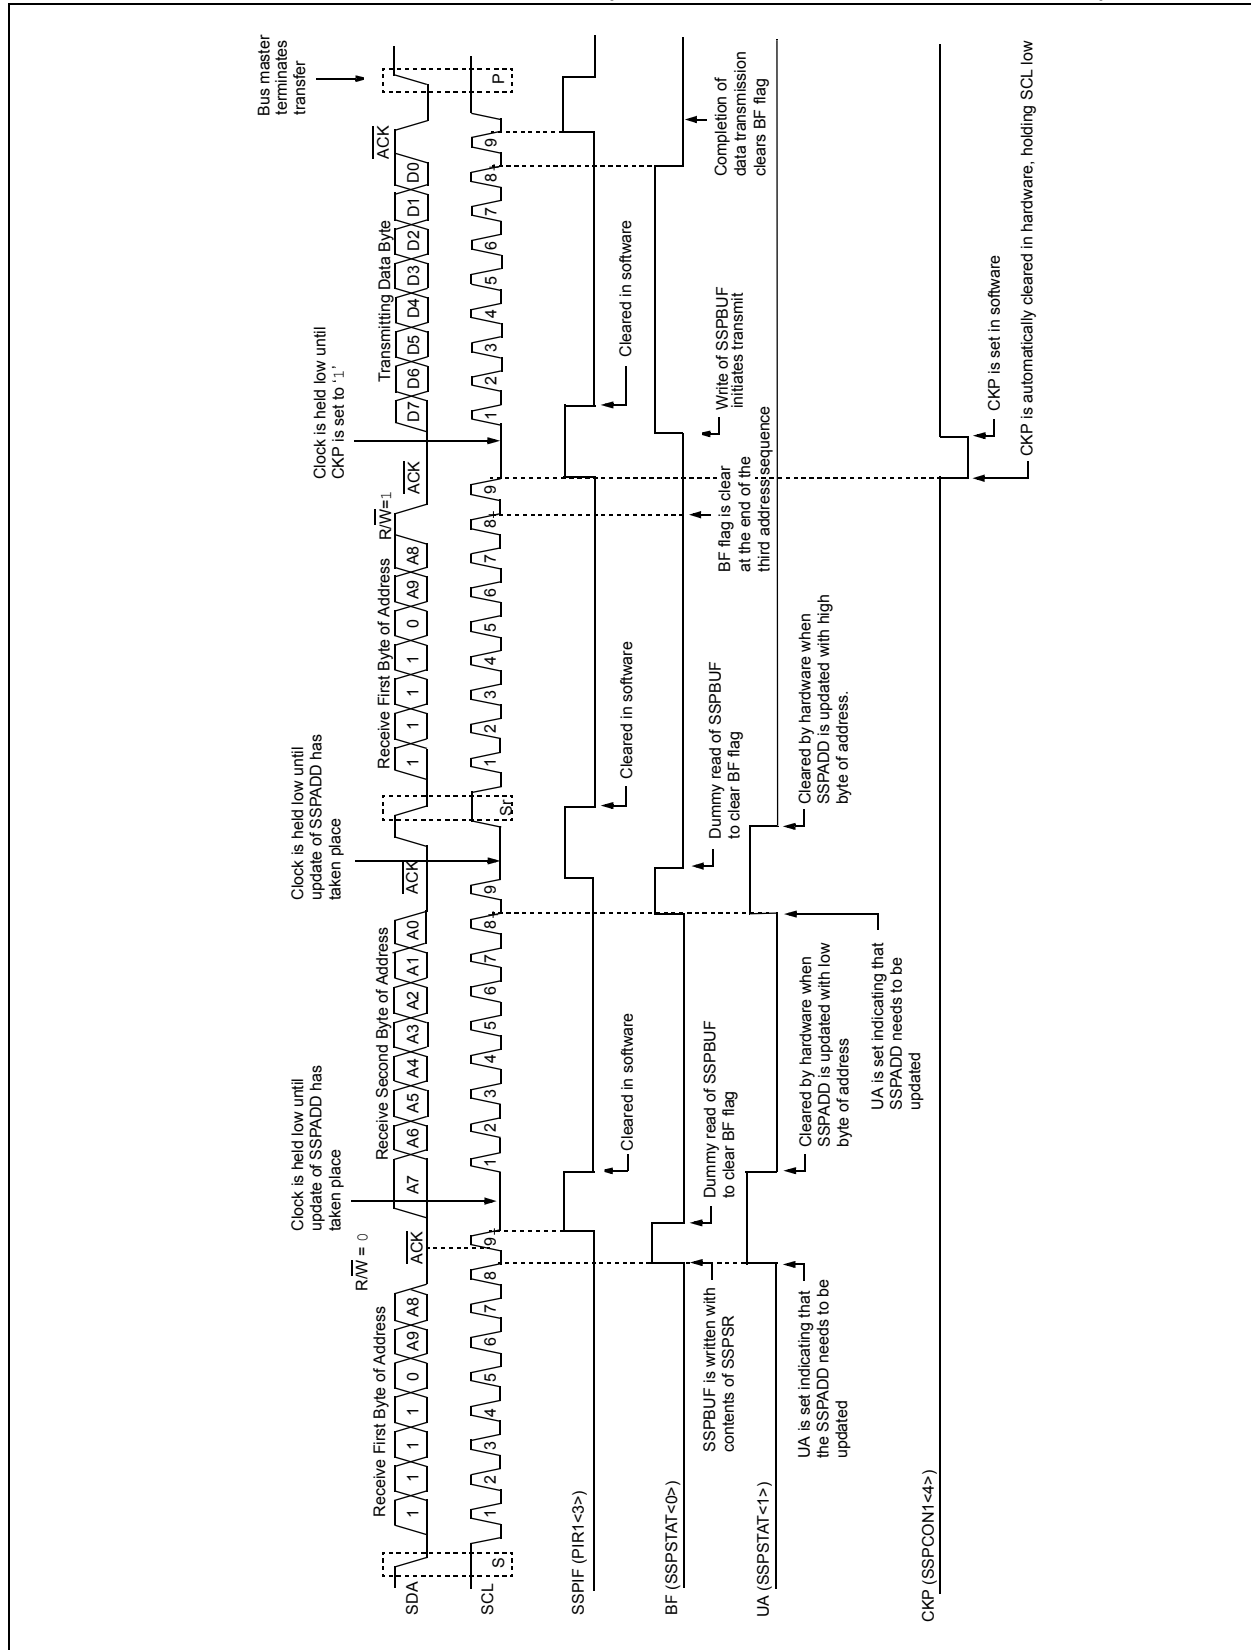 Bus master
terminates
transfer
Clock is held low until
CKP is set to ‘1’
Clock is held low until
update of SSPADD has
taken place
Clock is held low until
update of SSPADD has
taken place
Receive First Byte of Address
R/W = 0
Receive Second Byte of Address
Receive First Byte of Address
R/W=1
Transmitting Data Byte
SDA
1 1 1 1 0 A9 A8 ACK
A7 A6 A5 A4 A3 A2 A1 A0 ACK
1 1 1 1 0 A9 A8 ACK
D7 D6 D5 D4 D3 D2 D1 D0 ACK
SCL
S 1 2 3 4 5 6 7 8 9
1 2 3 4 5 6 7 8 9
Sr 1 2 3 4 5 6 7 8 9
1 2 3 4 5 6 7 8 9 P
SSPIF (PIR1<3>)
Cleared in software
Cleared in software
Cleared in software
BF (SSPSTAT<0>)
SSPBUF is written with
contents of SSPSR
Dummy read of SSPBUF
to clear BF flag
Dummy read of SSPBUF
to clear BF flag
BF flag is clear
at the end of the
third address sequence
Write of SSPBUF
initiates transmit
Completion of
data transmission
clears BF flag
UA (SSPSTAT<1>)
UA is set indicating that
the SSPADD needs to be
updated
Cleared by hardware when
SSPADD is updated with low
byte of address
UA is set indicating that
SSPADD needs to be
updated
Cleared by hardware when
SSPADD is updated with high
byte of address.
CKP (SSPCON1<4>)
CKP is set in software
CKP is automatically cleared in hardware, holding SCL low